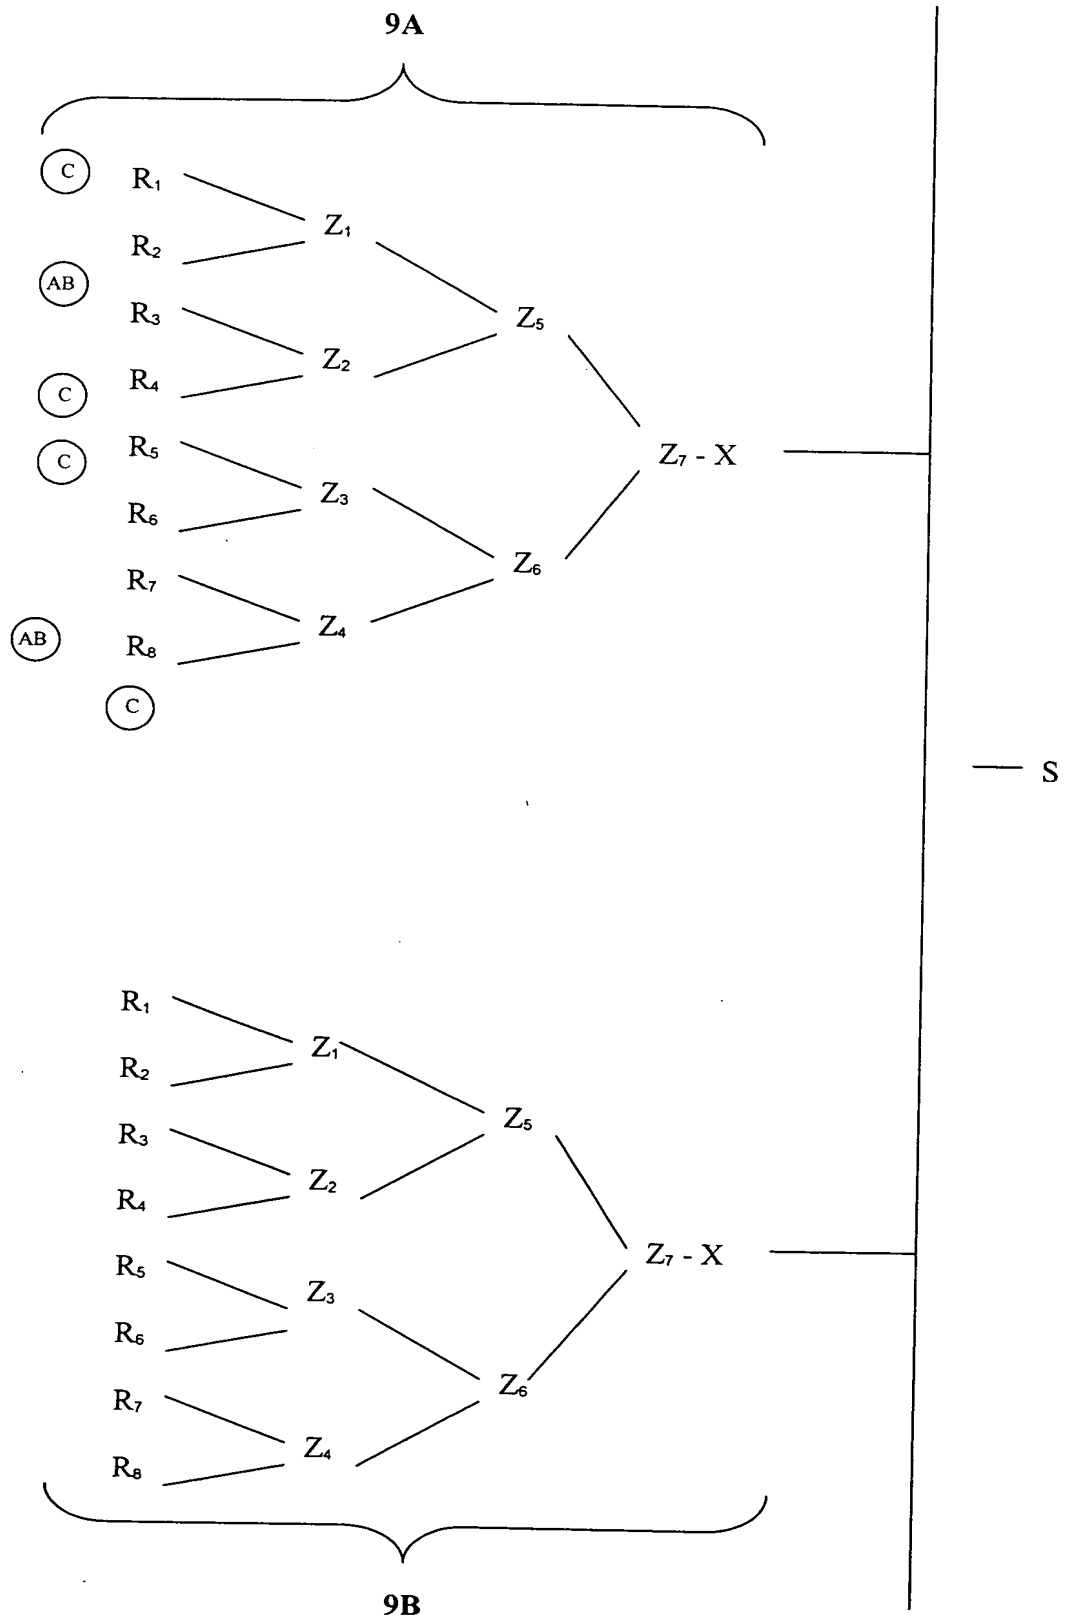 9A
C R₁
Z₁
R₂
AB
R₃ Z₅
Z₂
R₄
C
R₅
C Z₇ - X
Z₃
R₆
Z₆
R₇
Z₄
AB R₈
C
S
R₁
Z₁
R₂
Z₅
R₃
Z₂
R₄
Z₇ - X
R₅
Z₃
R₆
Z₆
R₇
Z₄
R₈
9B